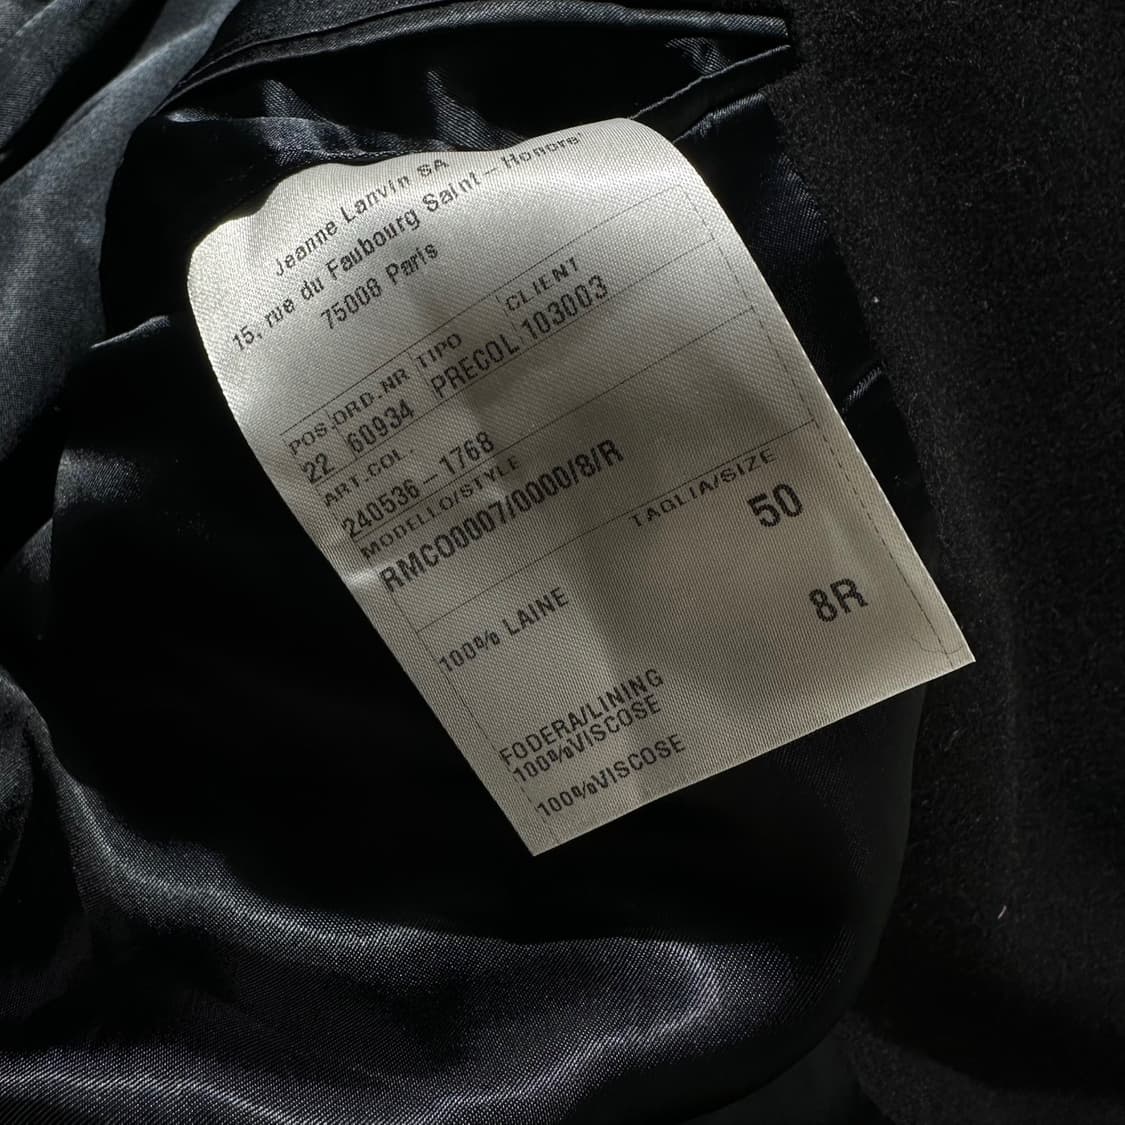 Jeanne Lanvin SA
15, rue du Faubourg Saint-Honore'
75008 Paris
POS. ORD.NR TIPO CLIENT
22 60934 PRECOL 103003
ART.COL.
240536-1768
MODELLO/STYLE
RMCO0007/0000/8/R
TAGLIA/SIZE
50
100% LAINE
8R
FODERA/LINING
100%VISCOSE
100%VISCOSE